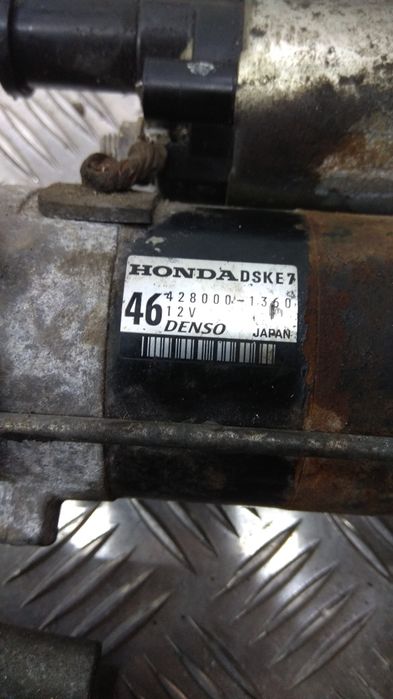 HONDA DSKE7
46 428000-1360
12V
DENSO JAPAN